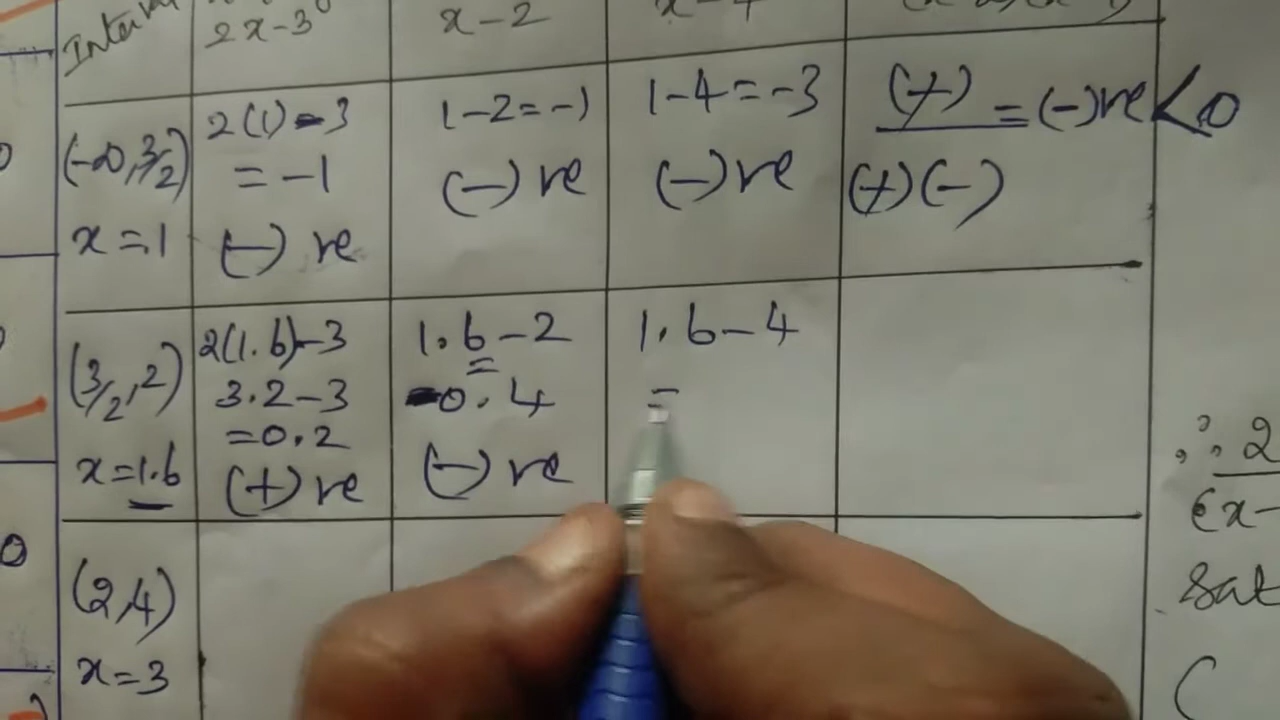 Interval 2x-3 x-2 x-4
(-∞,3/2) 2(1)-3 1-2=-1 1-4=-3 (+) =(-)ve<0
=-1 (-)ve (-)ve (+)(-)
x=1 (-)ve
(3/2,2) 2(1.6)-3 1.6-2 1.6-4
3.2-3 -0.4 =
=0.2
x=1.6 (+)ve (-)ve
(2,4)
x=3
∴ 2
(x-
Sat
(